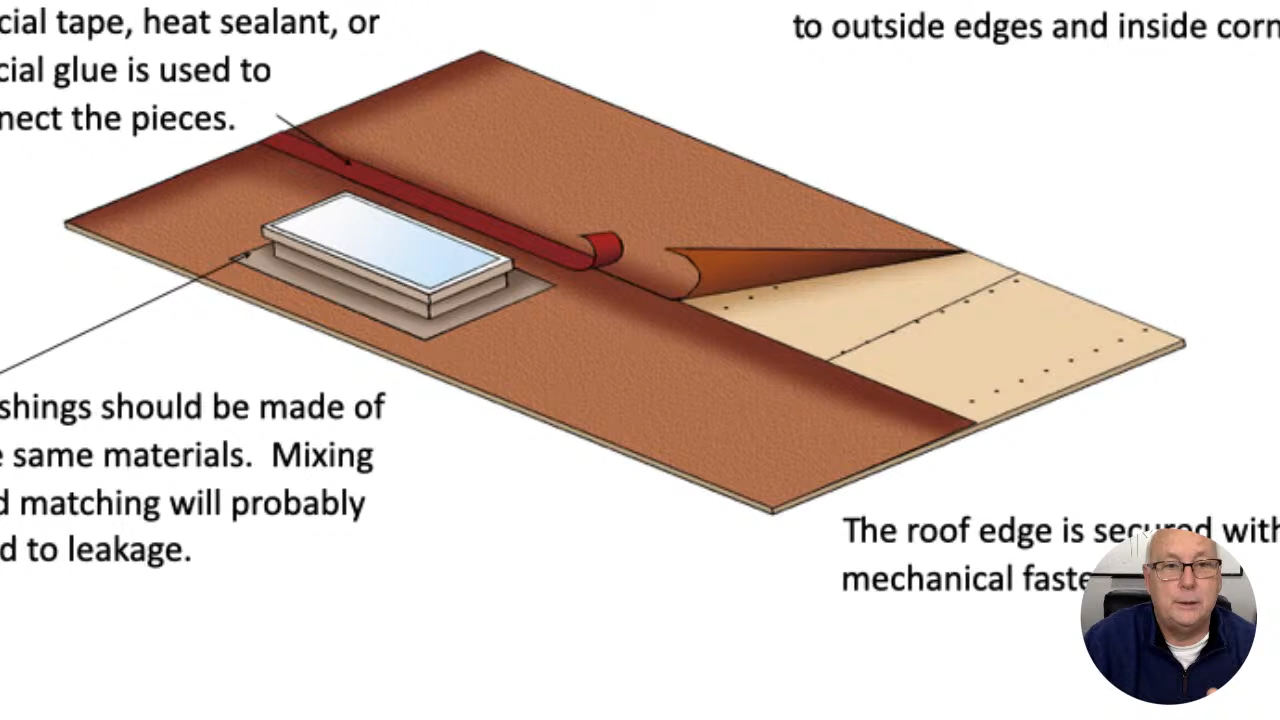 cial tape, heat sealant, or
cial glue is used to
nect the pieces.
to outside edges and inside corn
shings should be made of
e same materials. Mixing
d matching will probably
d to leakage.
The roof edge is secured with
mechanical faste